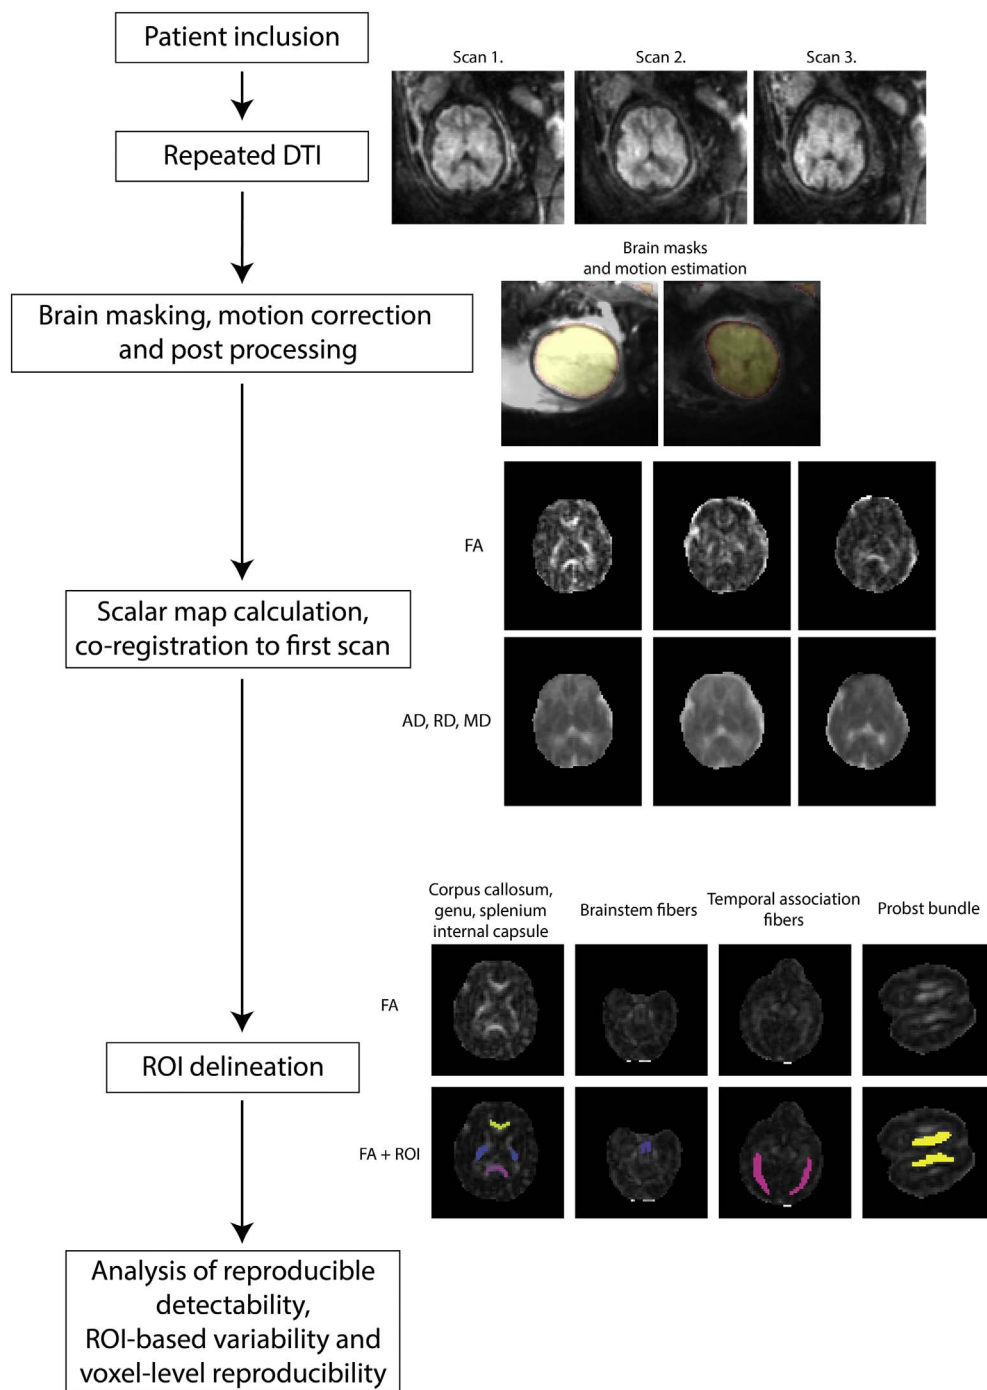 Patient inclusion
Scan 1.
Scan 2.
Scan 3.
Repeated DTI
Brain masks
and motion estimation
Brain masking, motion correction
and post processing
FA
Scalar map calculation,
co-registration to first scan
AD, RD, MD
Corpus callosum,
genu, splenium
internal capsule
Brainstem fibers
Temporal association
fibers
Probst bundle
FA
ROI delineation
FA + ROI
Analysis of reproducible
detectability,
ROI-based variability and
voxel-level reproducibility